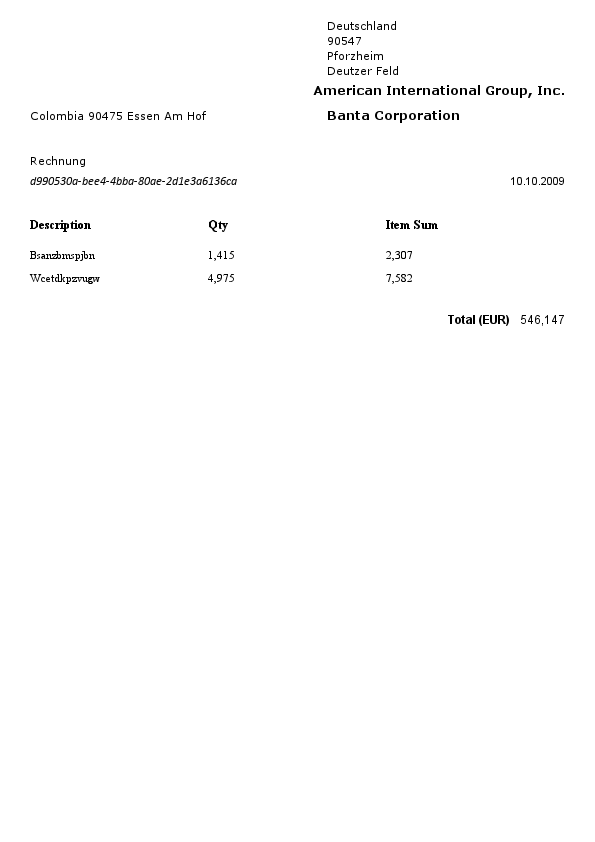 Deutschland
90547
Pforzheim
Deutzer Feld
American International Group, Inc.
Colombia 90475 Essen Am Hof Banta Corporation
Rechnung
d990530a-bee4-4bba-80ae-2d1e3a6136ca 10.10.2009
Description Qty Item Sum
Bsanzbmspjbn 1,415 2,307
Wcetdkpzvugw 4,975 7,582
Total (EUR) 546,147